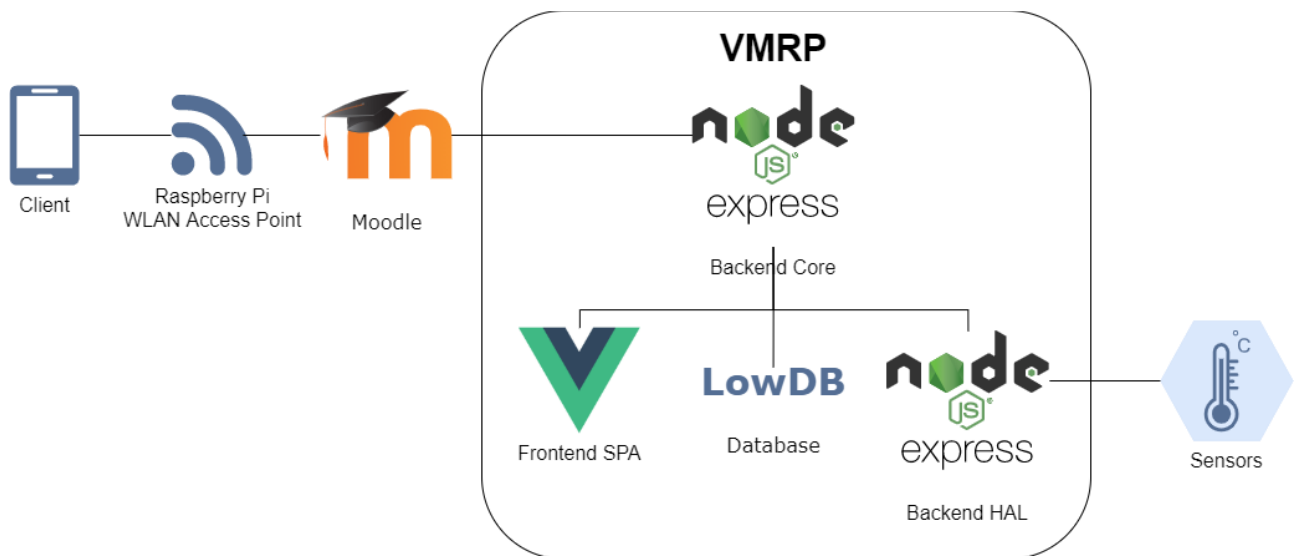 VMRP
node
JS
express
Backend Core
Client
Raspberry Pi
WLAN Access Point
m
Moodle
Frontend SPA
LowDB
Database
node
JS
express
Backend HAL
°C
Sensors